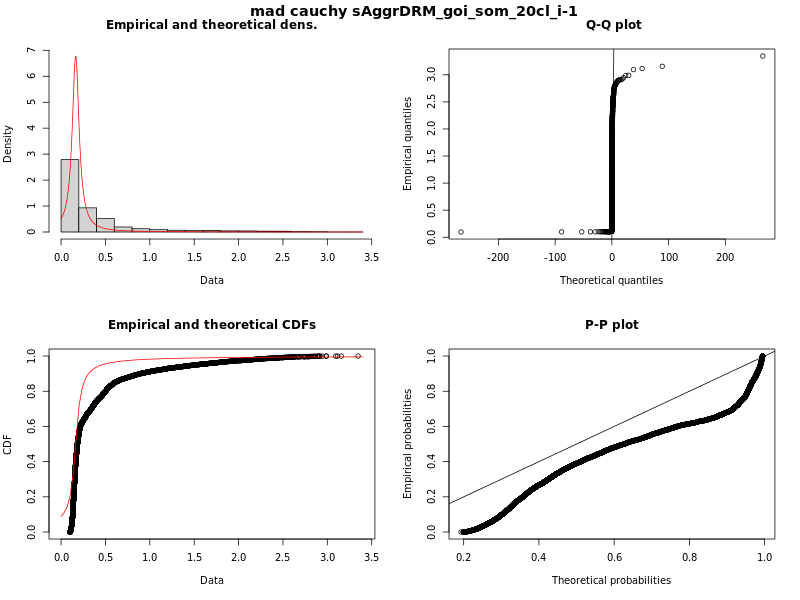 mad cauchy sAggrDRM_goi_som_20cl_i-1
Empirical and theoretical dens.
Density
0 1 2 3 4 5 6 7
0.0 0.5 1.0 1.5 2.0 2.5 3.0 3.5
Data
Q-Q plot
Empirical quantiles
0.0 0.5 1.0 1.5 2.0 2.5 3.0
-200 -100 0 100 200
Theoretical quantiles
Empirical and theoretical CDFs
CDF
0.0 0.2 0.4 0.6 0.8 1.0
0.0 0.5 1.0 1.5 2.0 2.5 3.0 3.5
Data
P-P plot
Empirical probabilities
0.0 0.2 0.4 0.6 0.8 1.0
0.2 0.4 0.6 0.8 1.0
Theoretical probabilities